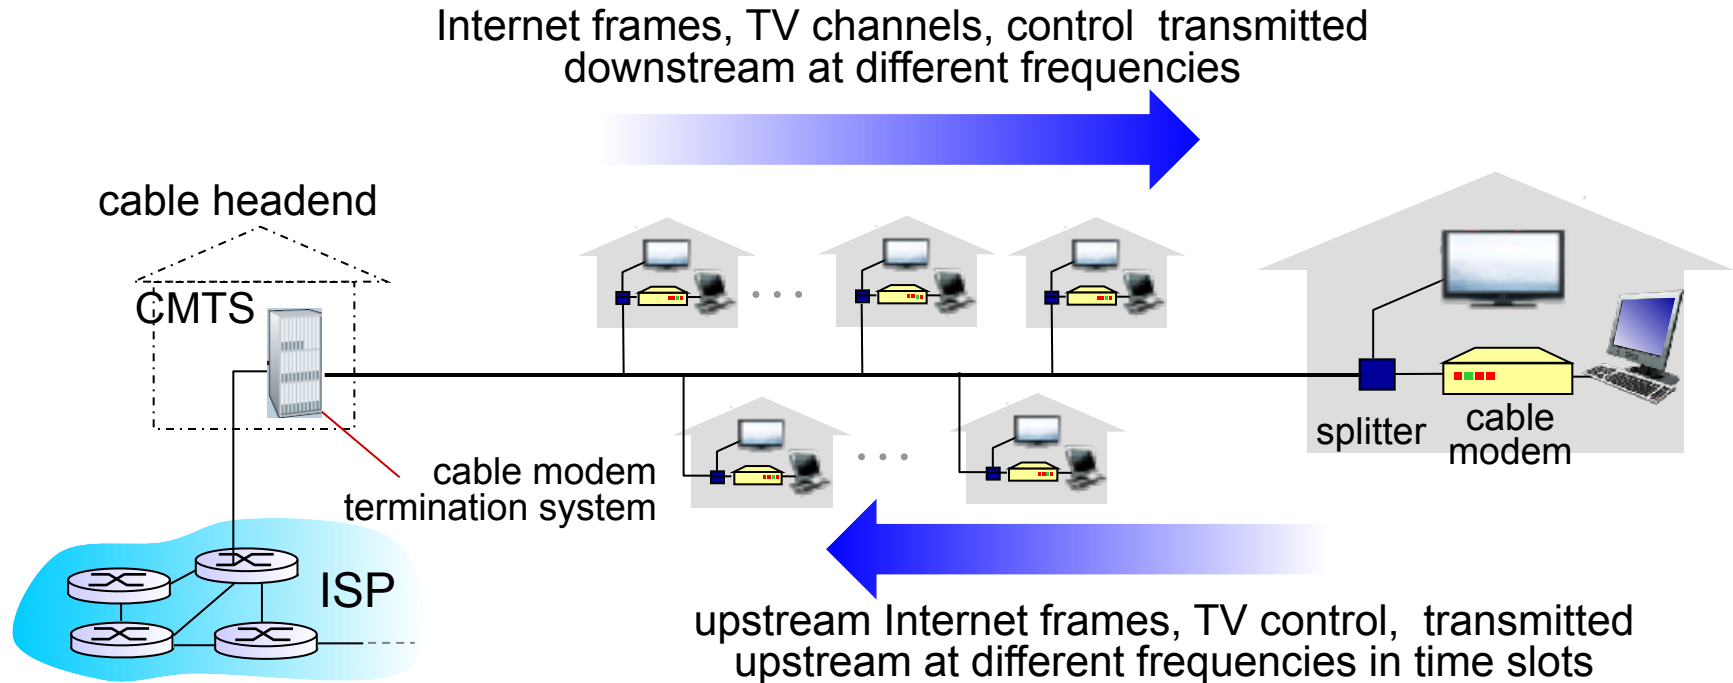 Internet frames, TV channels, control transmitted
downstream at different frequencies
cable headend
CMTS
splitter
cable
modem
cable modem
termination system
ISP
upstream Internet frames, TV control, transmitted
upstream at different frequencies in time slots